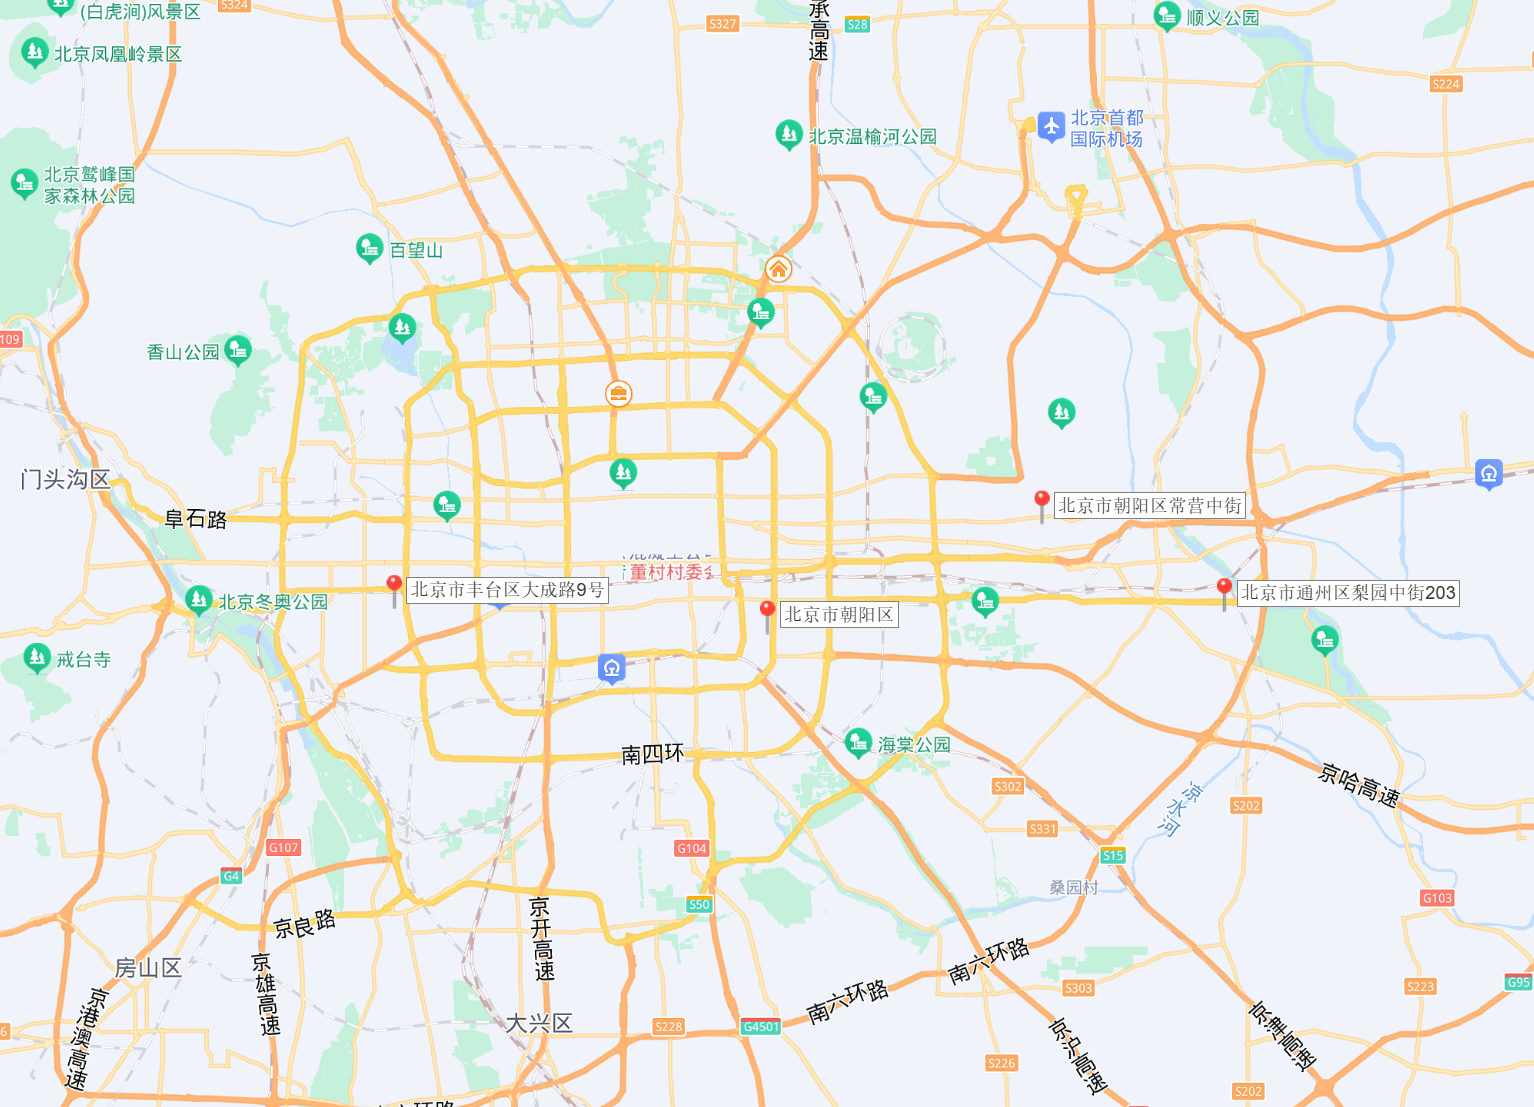 (白虎涧)风景区
S324
北京凤凰岭景区
S327
S28
承高速
顺义公园
S224
北京首都
国际机场
北京温榆河公园
北京鹫峰国
家森林公园
百望山
109
香山公园
门头沟区
阜石路
北京市朝阳区常营中街
董村村委会
北京市丰台区大成路9号
北京冬奥公园
北京市朝阳区
北京市通州区梨园中街203
戒台寺
南四环
海棠公园
京哈高速
S302
S202
凉水河
S331
G107
G104
S15
G4
桑园村
S50
G103
京良路
京开高速
房山区
京雄高速
南六环路
南六环路
S303
S223
G95
京港澳高速
大兴区
S228
G4501
京沪高速
京津高速
6
S226
S202